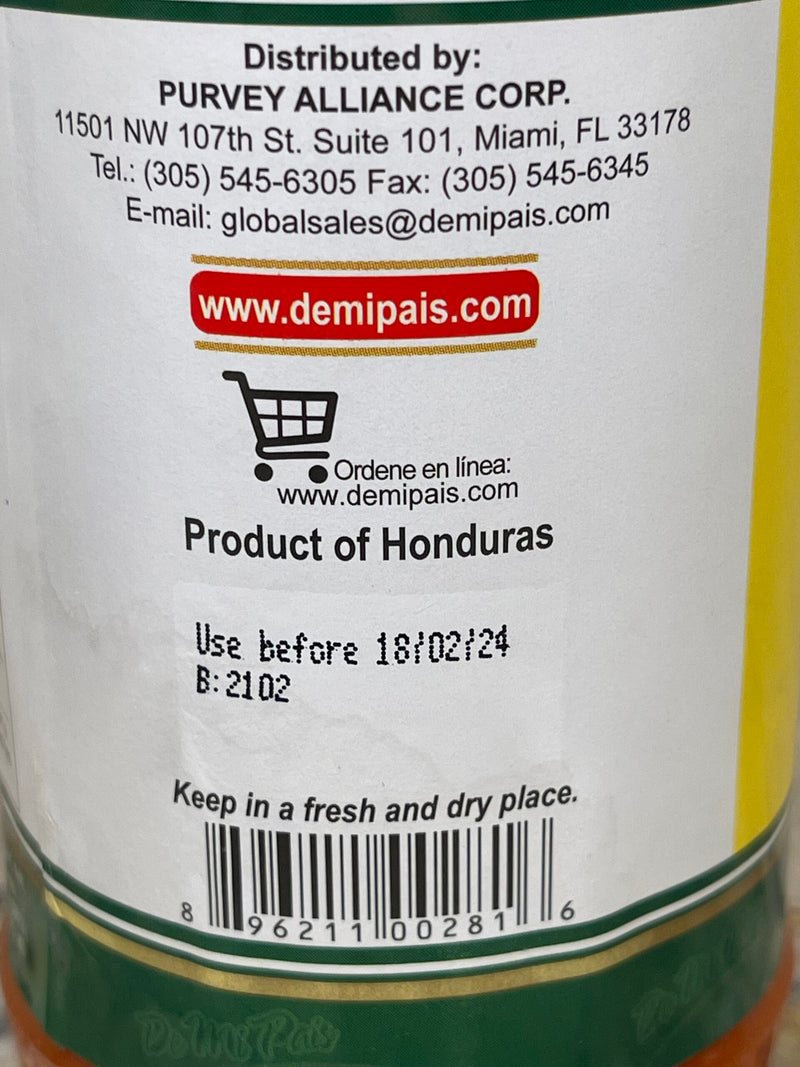 Distributed by:
PURVEY ALLIANCE CORP.
11501 NW 107th St. Suite 101, Miami, FL 33178
Tel.: (305) 545-6305 Fax: (305) 545-6345
E-mail: globalsales@demipais.com
www.demipais.com
Ordene en línea:
www.demipais.com
Product of Honduras
Use before 18/02/24
B:2102
Keep in a fresh and dry place.
8 96211 00281 6
DeMiPais